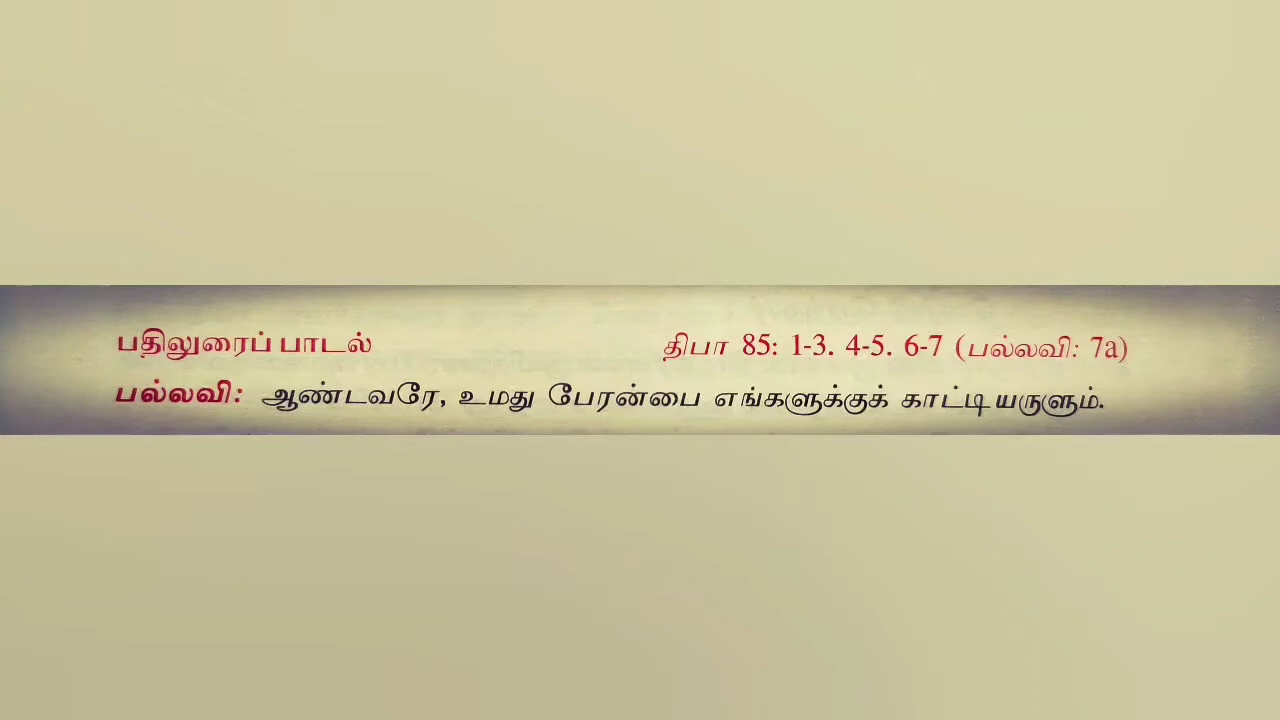 பதிலுரைப் பாடல் திபா 85: 1-3. 4-5. 6-7 (பல்லவி: 7a)
பல்லவி: ஆண்டவரே, உமது பேரன்பை எங்களுக்குக் காட்டியருளும்.